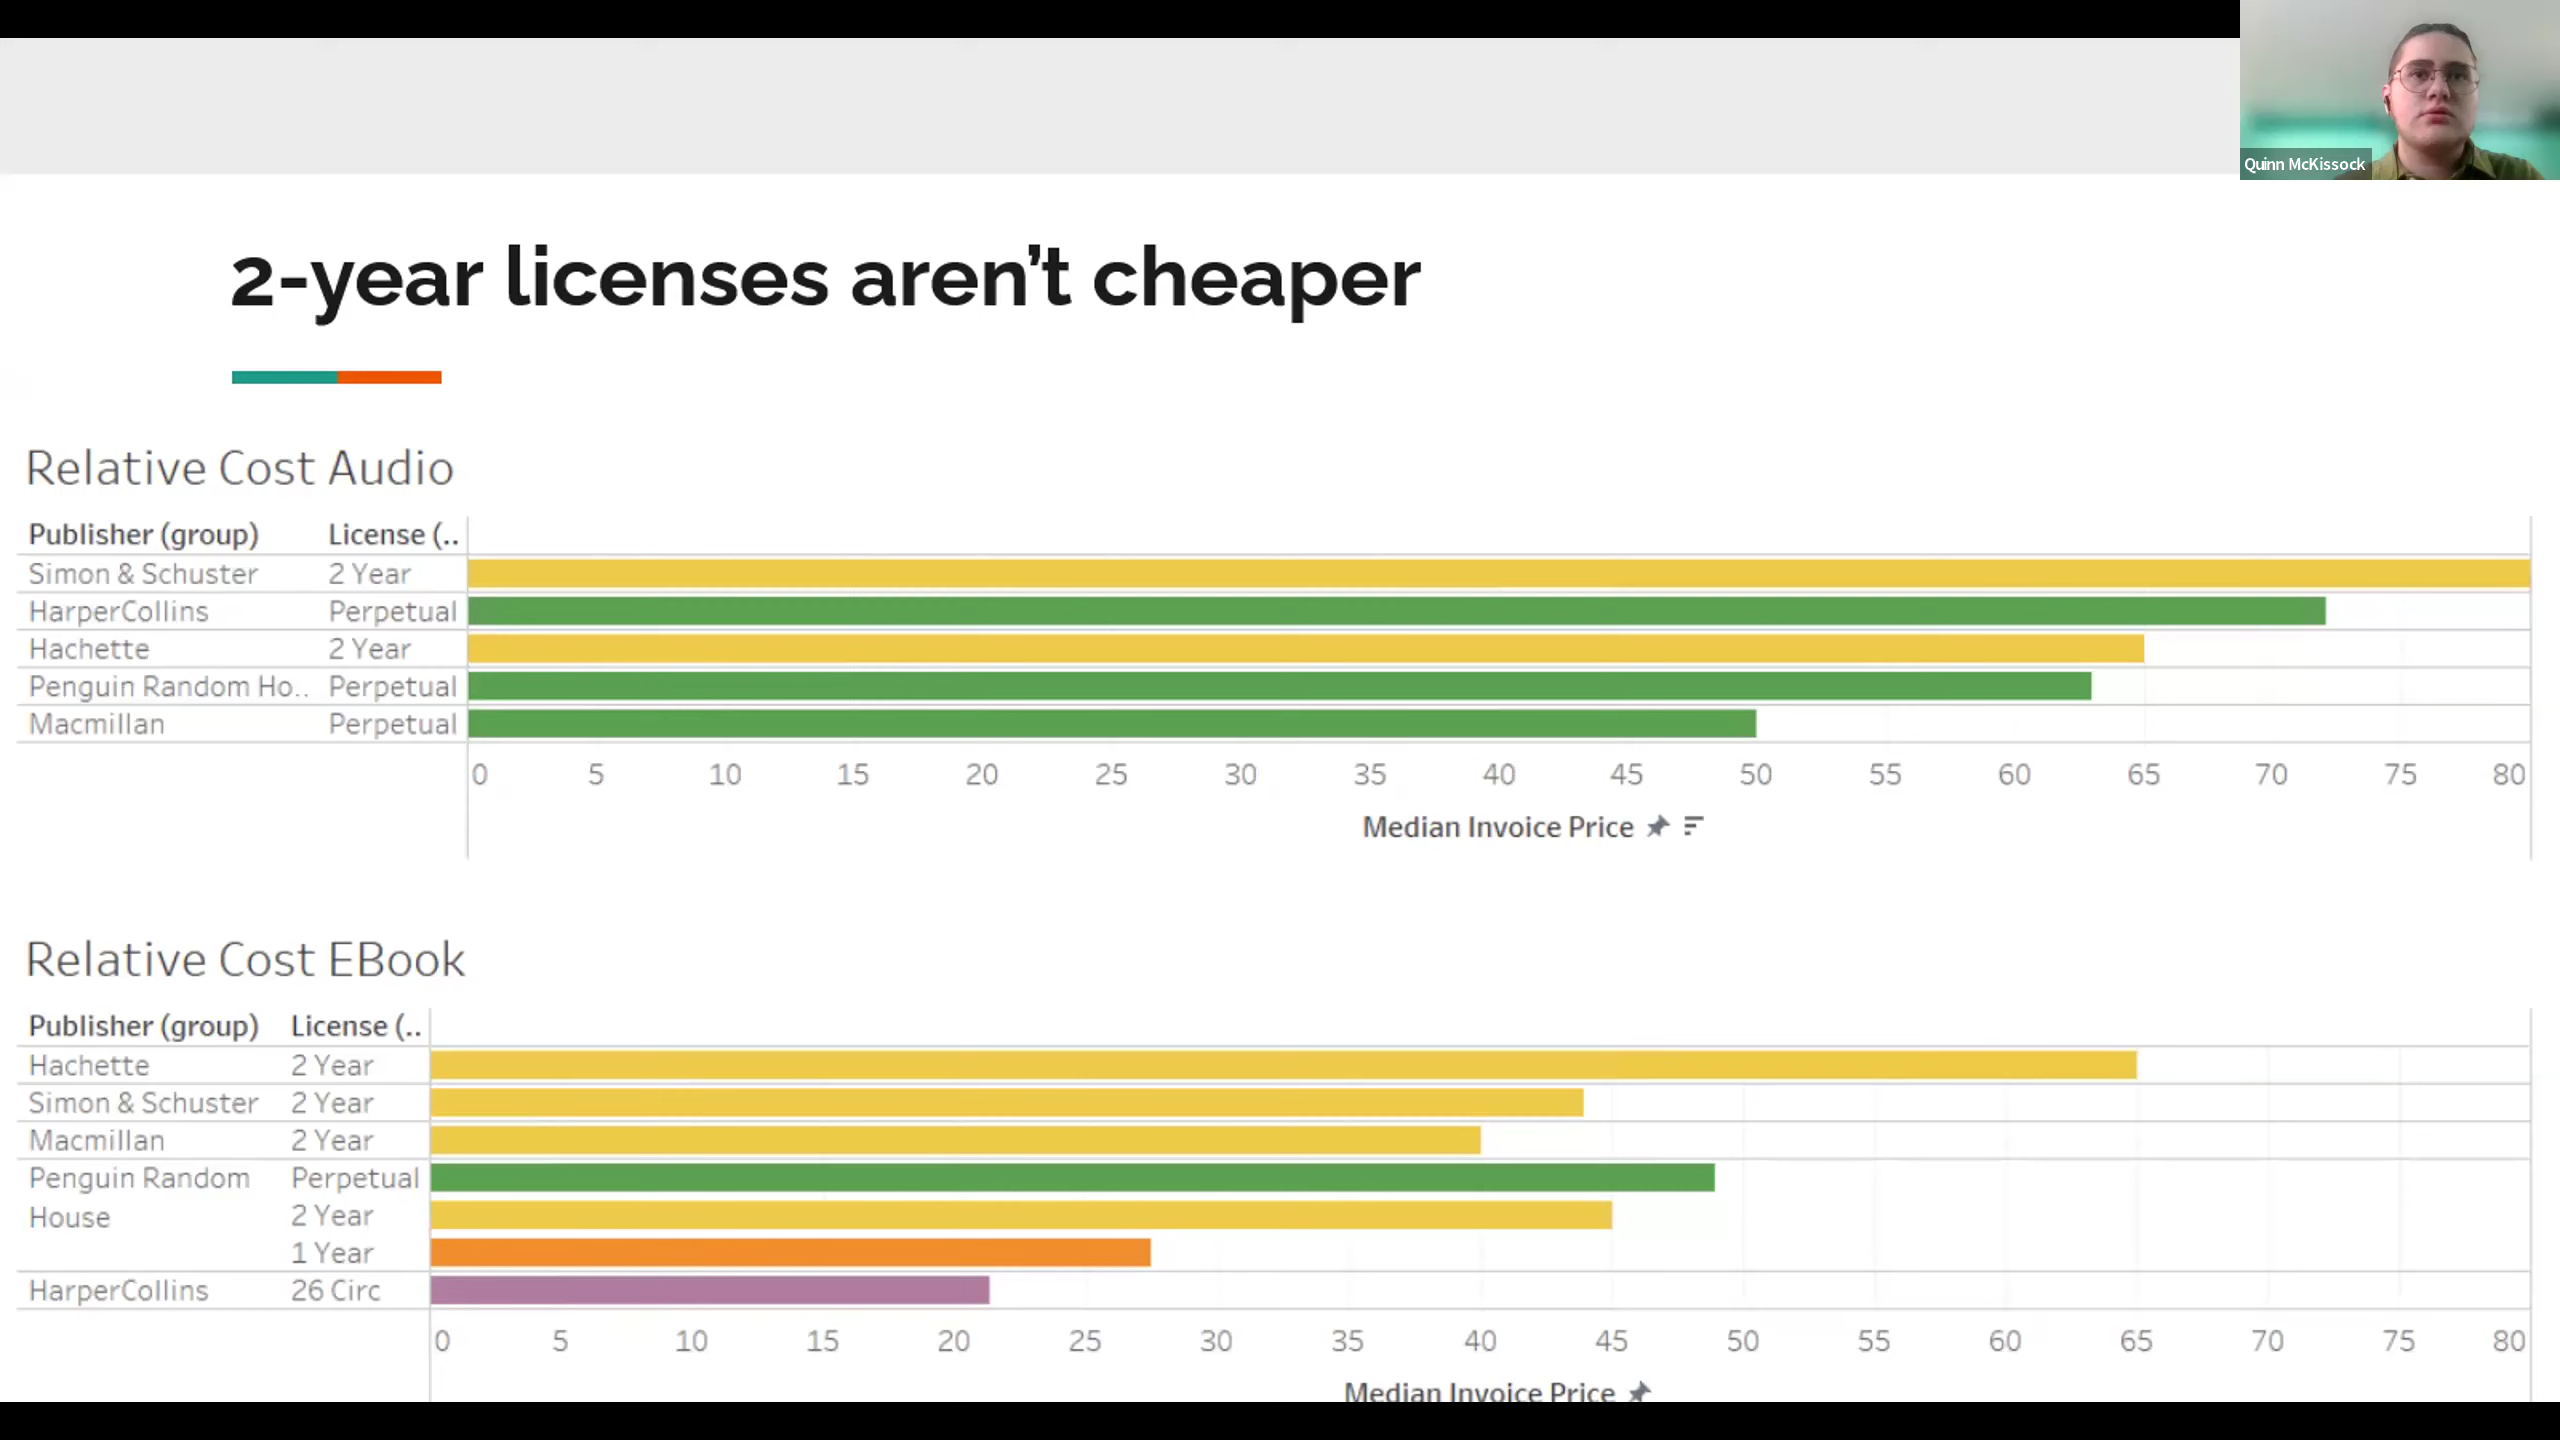 Quinn McKissock
2-year licenses aren’t cheaper
Relative Cost Audio
Publisher (group) License (..
Simon & Schuster 2 Year
HarperCollins Perpetual
Hachette 2 Year
Penguin Random Ho.. Perpetual
Macmillan Perpetual
0 5 10 15 20 25 30 35 40 45 50 55 60 65 70 75 80
Median Invoice Price
Relative Cost EBook
Publisher (group) License (..
Hachette 2 Year
Simon & Schuster 2 Year
Macmillan 2 Year
Penguin Random Perpetual
House 2 Year
1 Year
HarperCollins 26 Circ
0 5 10 15 20 25 30 35 40 45 50 55 60 65 70 75 80
Median Invoice Price